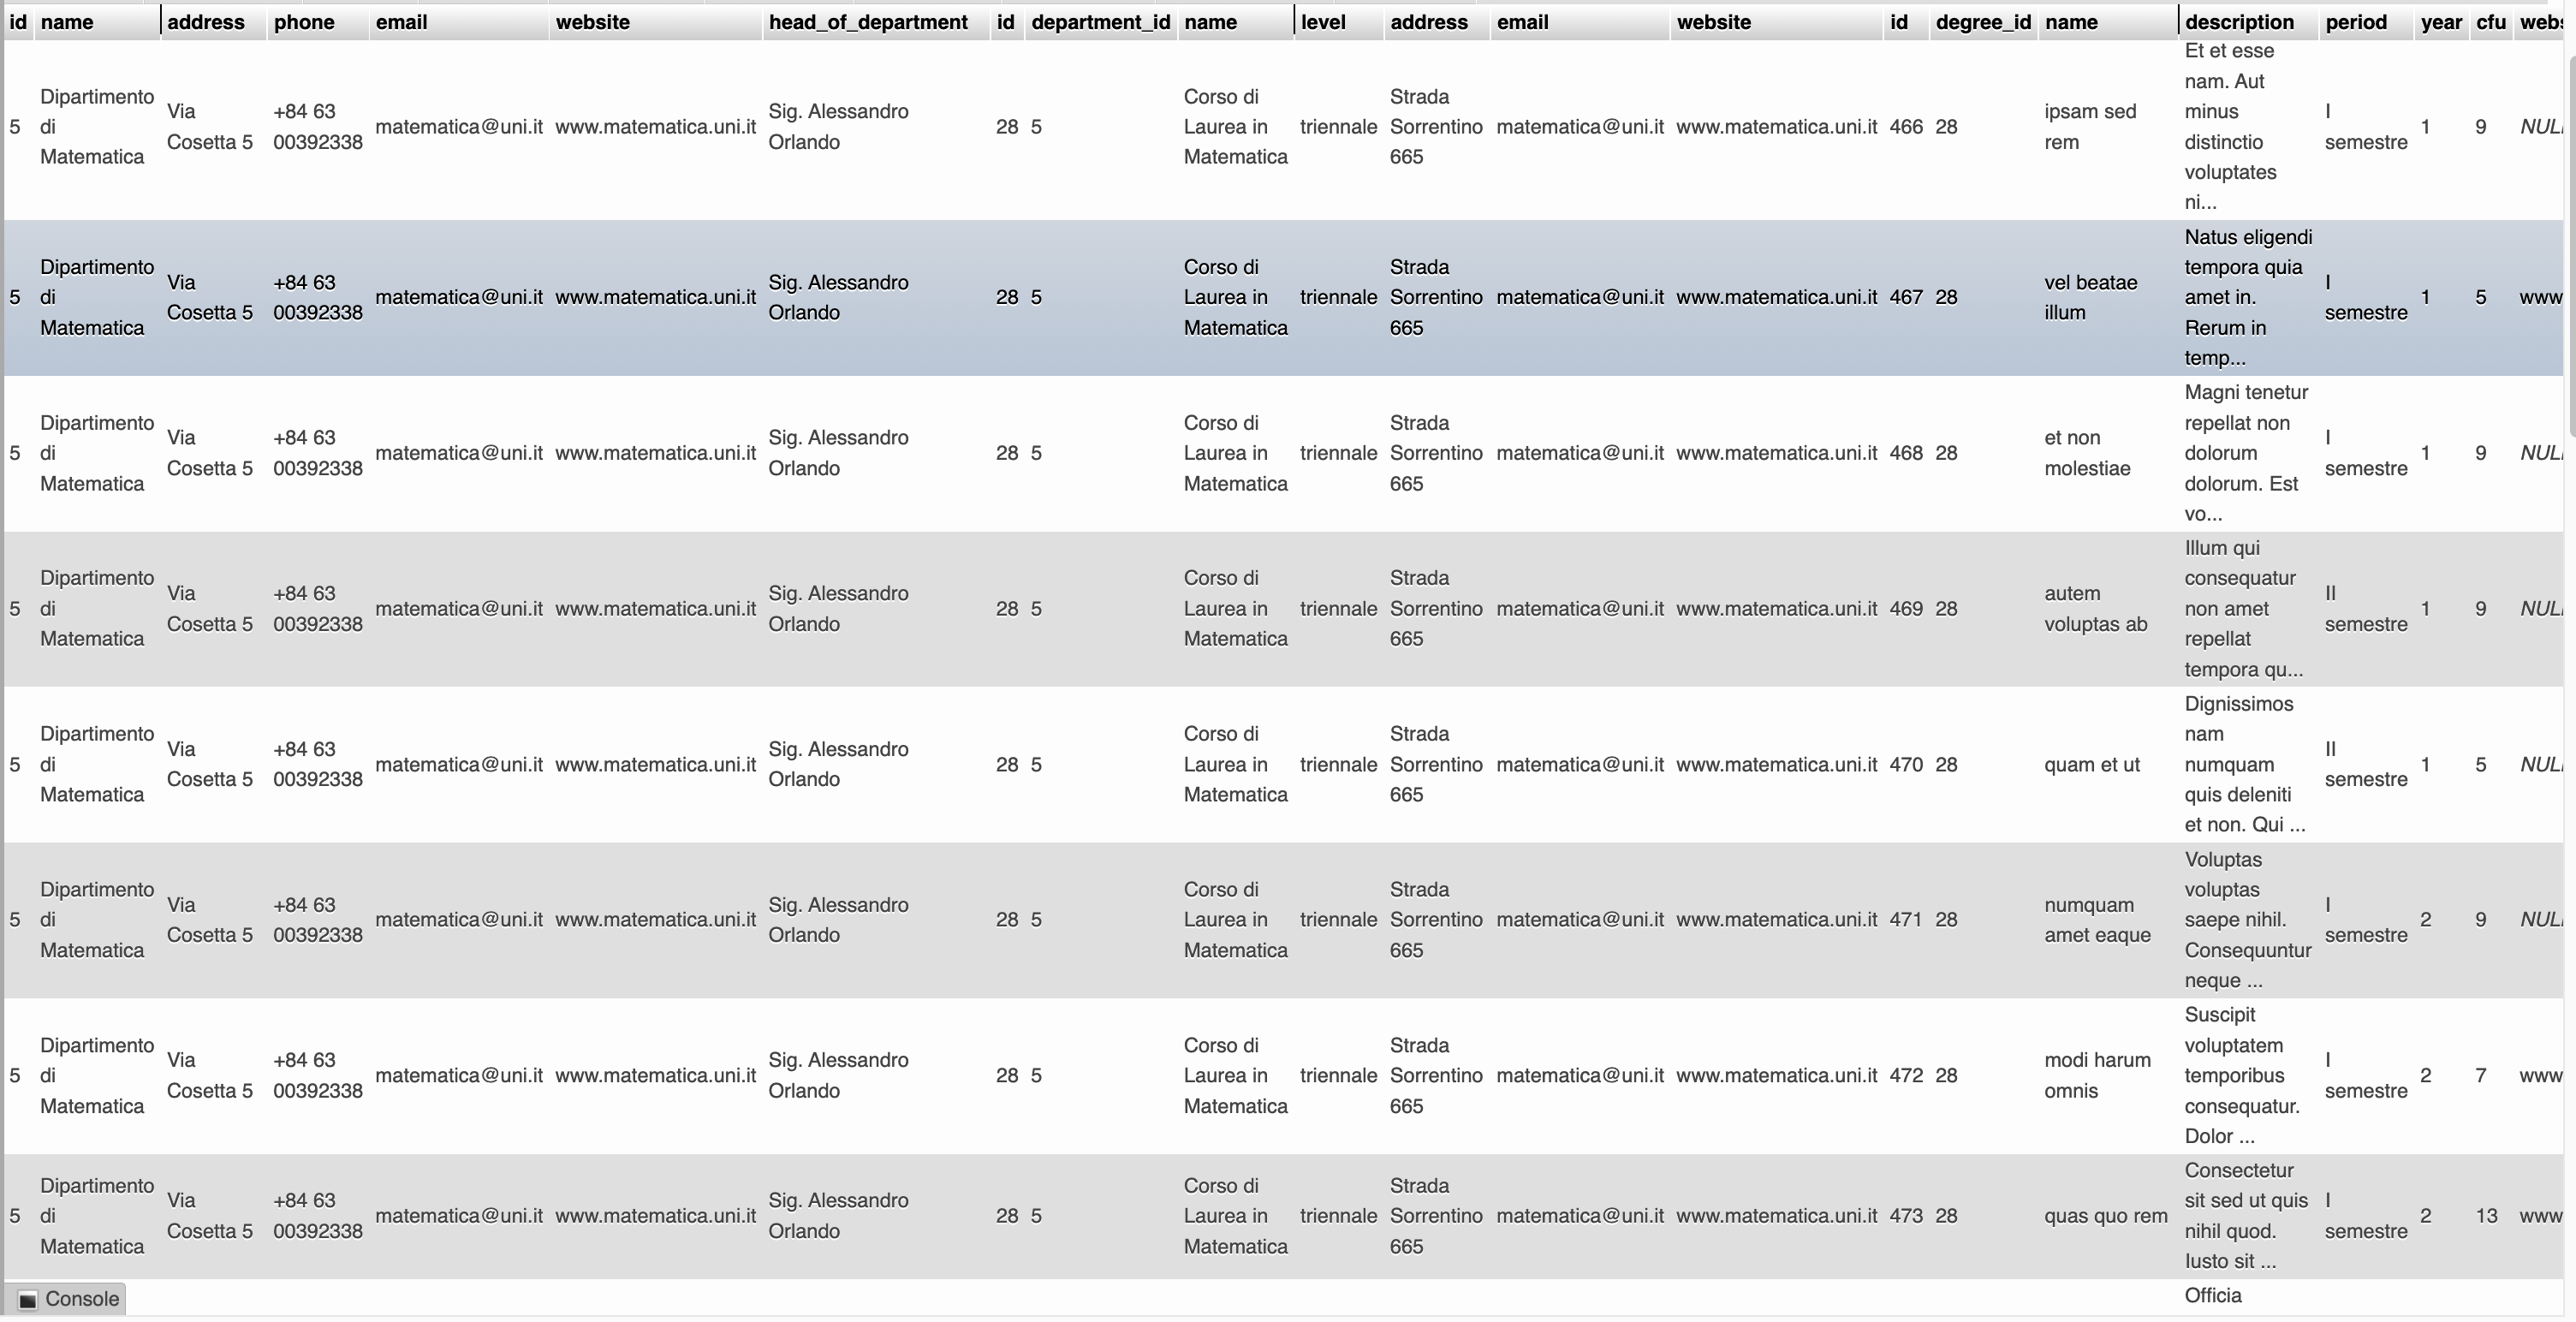 id name address phone email website head_of_department id department_id name level address email website id degree_id name description period year cfu webs
5 Dipartimento di Matematica Via Cosetta 5 +84 63 00392338 matematica@uni.it www.matematica.uni.it Sig. Alessandro Orlando 28 5 Corso di Laurea in Matematica triennale Strada Sorrentino 665 matematica@uni.it www.matematica.uni.it 466 28 ipsam sed rem Et et esse nam. Aut minus distinctio voluptates ni... I semestre 1 9 NUL
5 Dipartimento di Matematica Via Cosetta 5 +84 63 00392338 matematica@uni.it www.matematica.uni.it Sig. Alessandro Orlando 28 5 Corso di Laurea in Matematica triennale Strada Sorrentino 665 matematica@uni.it www.matematica.uni.it 467 28 vel beatae illum Natus eligendi tempora quia amet in. Rerum in temp... I semestre 1 5 www
5 Dipartimento di Matematica Via Cosetta 5 +84 63 00392338 matematica@uni.it www.matematica.uni.it Sig. Alessandro Orlando 28 5 Corso di Laurea in Matematica triennale Strada Sorrentino 665 matematica@uni.it www.matematica.uni.it 468 28 et non molestiae Magni tenetur repellat non dolorum dolorum. Est vo... I semestre 1 9 NUL
5 Dipartimento di Matematica Via Cosetta 5 +84 63 00392338 matematica@uni.it www.matematica.uni.it Sig. Alessandro Orlando 28 5 Corso di Laurea in Matematica triennale Strada Sorrentino 665 matematica@uni.it www.matematica.uni.it 469 28 autem voluptas ab Illum qui consequatur non amet repellat tempora qu... II semestre 1 9 NUL
5 Dipartimento di Matematica Via Cosetta 5 +84 63 00392338 matematica@uni.it www.matematica.uni.it Sig. Alessandro Orlando 28 5 Corso di Laurea in Matematica triennale Strada Sorrentino 665 matematica@uni.it www.matematica.uni.it 470 28 quam et ut Dignissimos nam numquam quis deleniti et non. Qui ... II semestre 1 5 NUL
5 Dipartimento di Matematica Via Cosetta 5 +84 63 00392338 matematica@uni.it www.matematica.uni.it Sig. Alessandro Orlando 28 5 Corso di Laurea in Matematica triennale Strada Sorrentino 665 matematica@uni.it www.matematica.uni.it 471 28 numquam amet eaque Voluptas voluptas saepe nihil. Consequuntur neque ... I semestre 2 9 NUL
5 Dipartimento di Matematica Via Cosetta 5 +84 63 00392338 matematica@uni.it www.matematica.uni.it Sig. Alessandro Orlando 28 5 Corso di Laurea in Matematica triennale Strada Sorrentino 665 matematica@uni.it www.matematica.uni.it 472 28 modi harum omnis Suscipit voluptatem temporibus consequatur. Dolor ... I semestre 2 7 www
5 Dipartimento di Matematica Via Cosetta 5 +84 63 00392338 matematica@uni.it www.matematica.uni.it Sig. Alessandro Orlando 28 5 Corso di Laurea in Matematica triennale Strada Sorrentino 665 matematica@uni.it www.matematica.uni.it 473 28 quas quo rem Consectetur sit sed ut quis nihil quod. Iusto sit ... I semestre 2 13 www
Console Officia